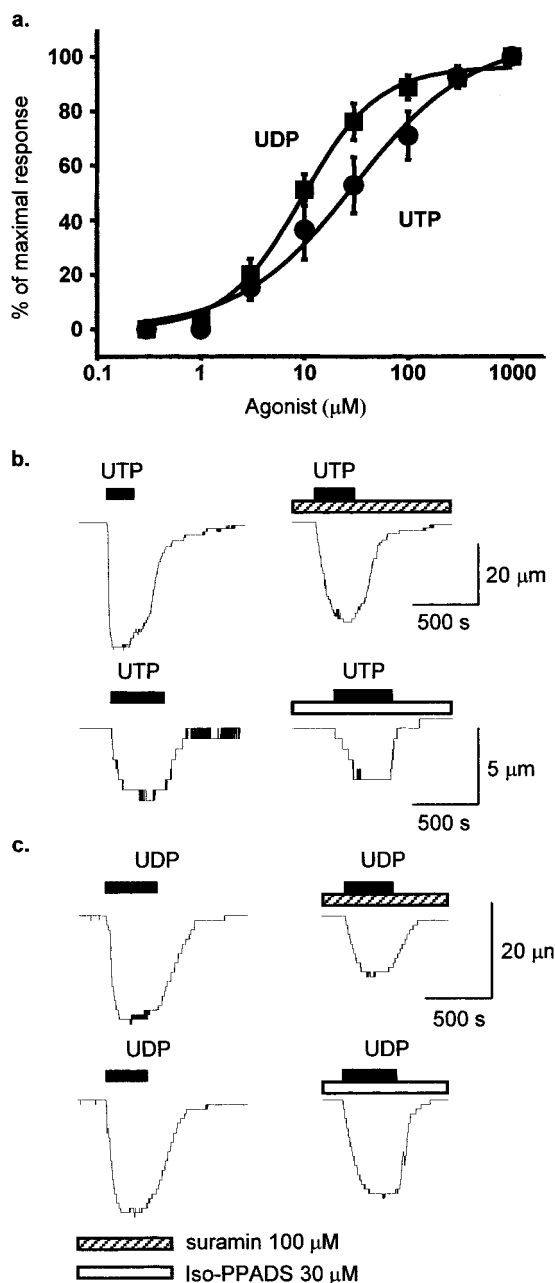 a.
% of maximal response
100
80
60
40
20
0
UDP
UTP
0.1
1
10
100
1000
Agonist (μM)
b.
UTP
UTP
20 μm
500 s
UTP
UTP
5 μm
500 s
c.
UDP
UDP
20 μm
500 s
UDP
UDP
suramin 100 μM
Iso-PPADS 30 μM